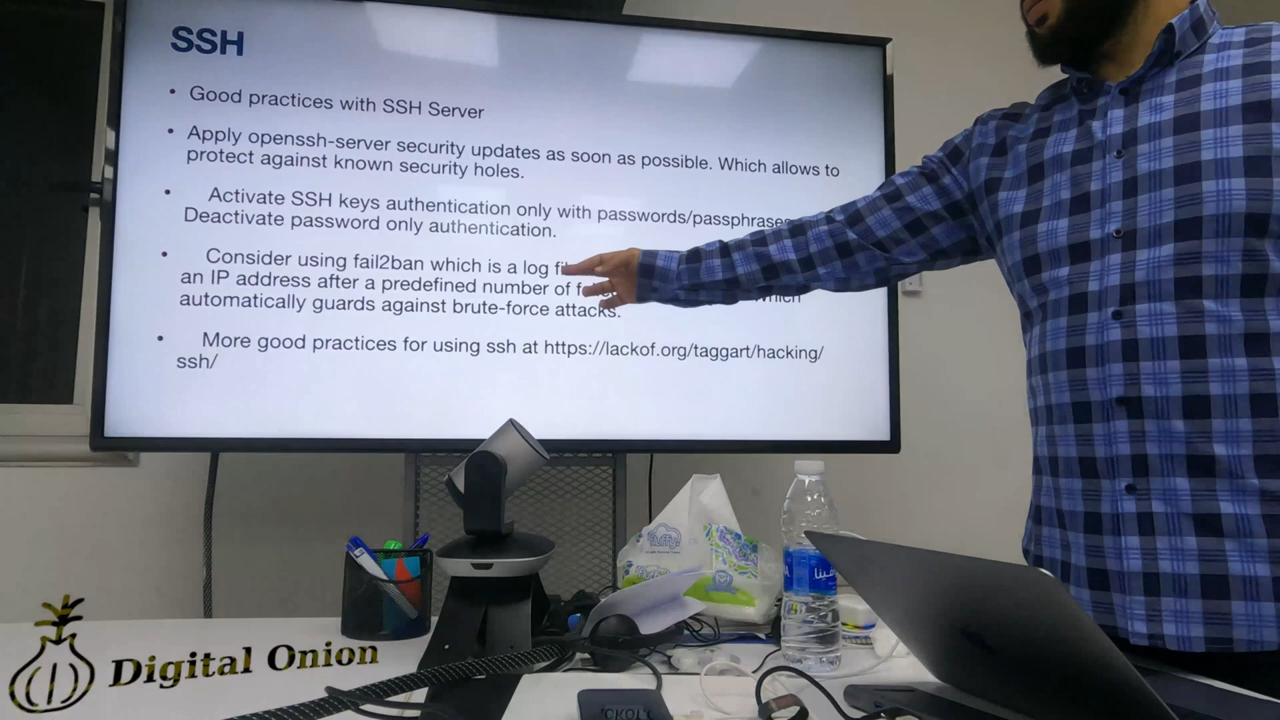 SSH
• Good practices with SSH Server
• Apply openssh-server security updates as soon as possible. Which allows to
protect against known security holes.
• Activate SSH keys authentication only with passwords/passphrases
Deactivate password only authentication.
• Consider using fail2ban which is a log
an IP address after a predefined number of
which
automatically guards against brute-force attacks.
• More good practices for using ssh at https://lackof.org/taggart/hacking/
ssh/
fluffy
Digital Onion